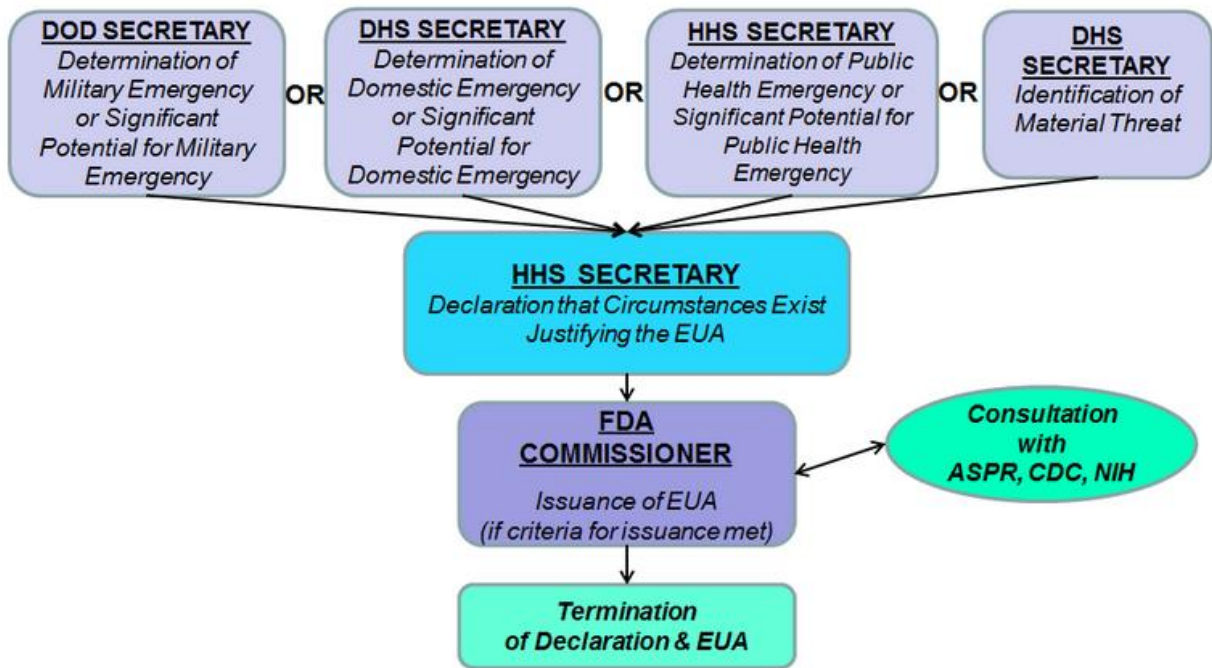 DOD SECRETARY
Determination of
Military Emergency
or Significant
Potential for Military
Emergency
OR
DHS SECRETARY
Determination of
Domestic Emergency
or Significant
Potential for
Domestic Emergency
OR
HHS SECRETARY
Determination of Public
Health Emergency or
Significant Potential for
Public Health
Emergency
OR
DHS
SECRETARY
Identification of
Material Threat
HHS SECRETARY
Declaration that Circumstances Exist
Justifying the EUA
FDA
COMMISSIONER
Issuance of EUA
(if criteria for issuance met)
Consultation
with
ASPR, CDC, NIH
Termination
of Declaration & EUA